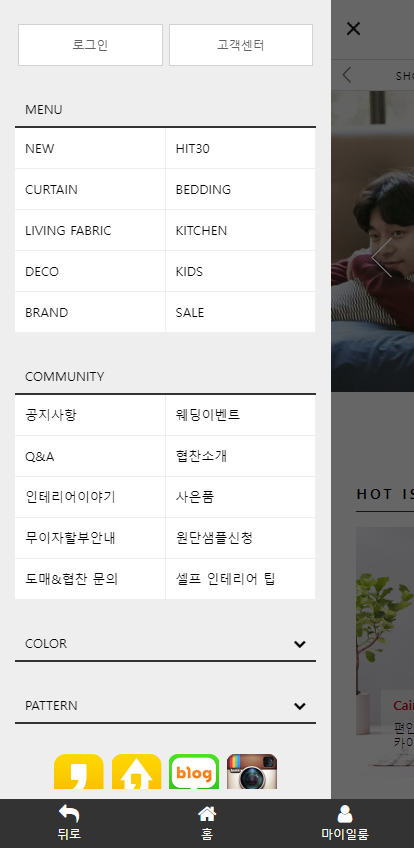 로그인 고객센터
MENU
NEW HIT30
CURTAIN BEDDING
LIVING FABRIC KITCHEN
DECO KIDS
BRAND SALE
COMMUNITY
공지사항 웨딩이벤트
Q&A 협찬소개
인테리어이야기 사은품
무이자할부안내 원단샘플신청
도매&협찬 문의 셀프 인테리어 팁
COLOR
PATTERN
blog
뒤로 홈 마이일룸
SHO
HOT IS
Cair
편안
카이